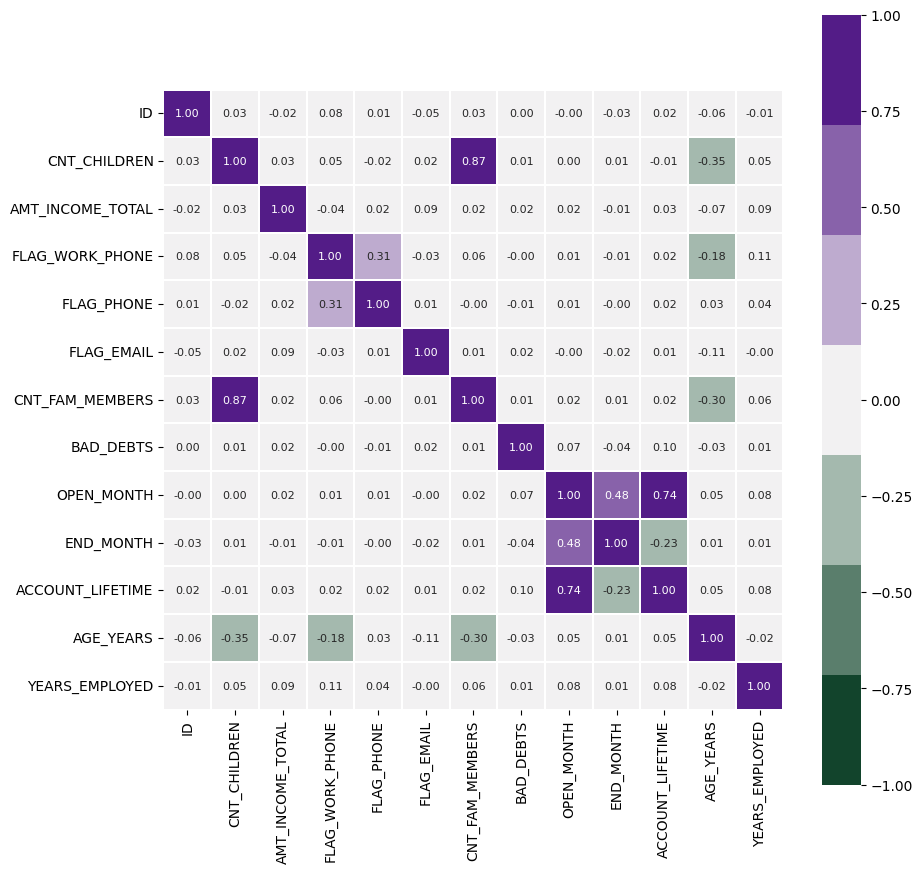 1.00
0.75
0.50
0.25
0.00
−0.25
−0.50
−0.75
−1.00
ID 1.00 0.03 -0.02 0.08 0.01 -0.05 0.03 0.00 -0.00 -0.03 0.02 -0.06 -0.01
CNT_CHILDREN 0.03 1.00 0.03 0.05 -0.02 0.02 0.87 0.01 0.00 0.01 -0.01 -0.35 0.05
AMT_INCOME_TOTAL -0.02 0.03 1.00 -0.04 0.02 0.09 0.02 0.02 0.02 -0.01 0.03 -0.07 0.09
FLAG_WORK_PHONE 0.08 0.05 -0.04 1.00 0.31 -0.03 0.06 -0.00 0.01 -0.01 0.02 -0.18 0.11
FLAG_PHONE 0.01 -0.02 0.02 0.31 1.00 0.01 -0.00 -0.01 0.01 -0.00 0.02 0.03 0.04
FLAG_EMAIL -0.05 0.02 0.09 -0.03 0.01 1.00 0.01 0.02 -0.00 -0.02 0.01 -0.11 -0.00
CNT_FAM_MEMBERS 0.03 0.87 0.02 0.06 -0.00 0.01 1.00 0.01 0.02 0.01 0.02 -0.30 0.06
BAD_DEBTS 0.00 0.01 0.02 -0.00 -0.01 0.02 0.01 1.00 0.07 -0.04 0.10 -0.03 0.01
OPEN_MONTH -0.00 0.00 0.02 0.01 0.01 -0.00 0.02 0.07 1.00 0.48 0.74 0.05 0.08
END_MONTH -0.03 0.01 -0.01 -0.01 -0.00 -0.02 0.01 -0.04 0.48 1.00 -0.23 0.01 0.01
ACCOUNT_LIFETIME 0.02 -0.01 0.03 0.02 0.02 0.01 0.02 0.10 0.74 -0.23 1.00 0.05 0.08
AGE_YEARS -0.06 -0.35 -0.07 -0.18 0.03 -0.11 -0.30 -0.03 0.05 0.01 0.05 1.00 -0.02
YEARS_EMPLOYED -0.01 0.05 0.09 0.11 0.04 -0.00 0.06 0.01 0.08 0.01 0.08 -0.02 1.00
ID
CNT_CHILDREN
AMT_INCOME_TOTAL
FLAG_WORK_PHONE
FLAG_PHONE
FLAG_EMAIL
CNT_FAM_MEMBERS
BAD_DEBTS
OPEN_MONTH
END_MONTH
ACCOUNT_LIFETIME
AGE_YEARS
YEARS_EMPLOYED